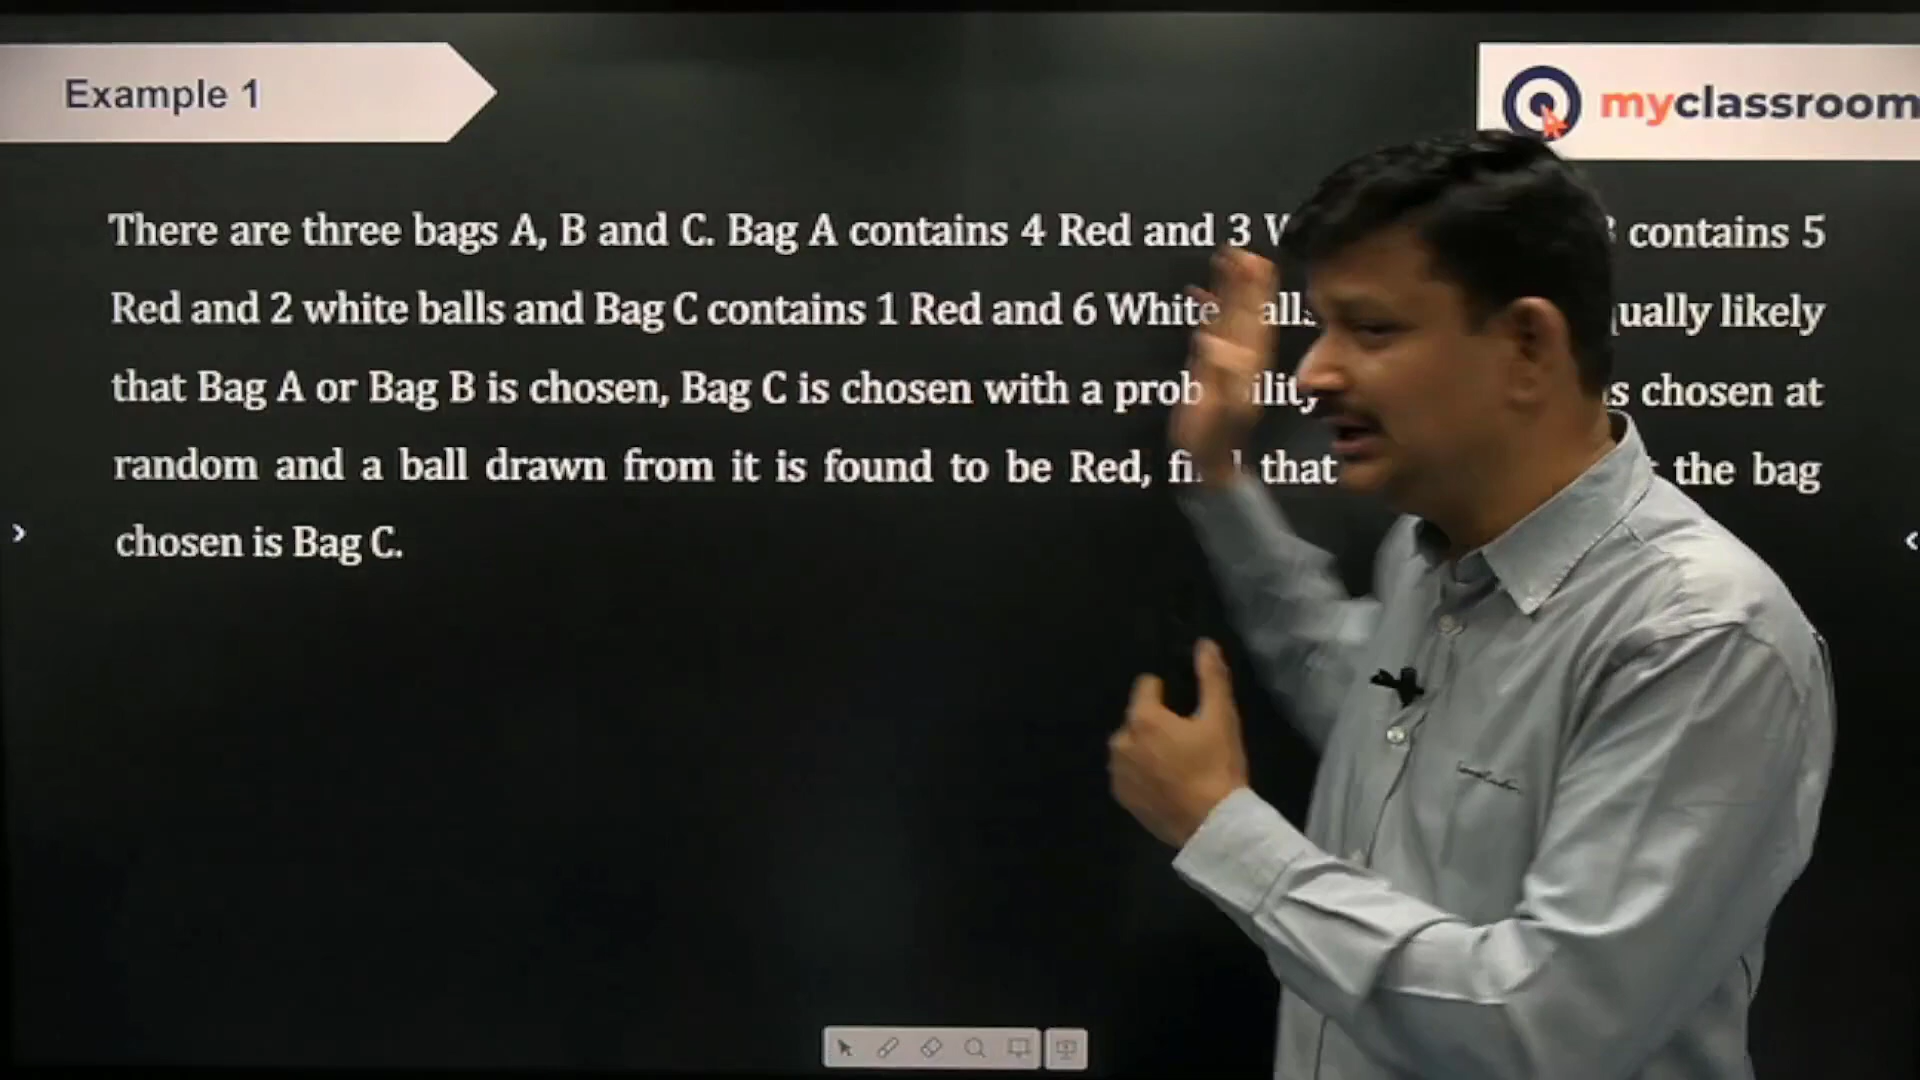 Example 1
myclassroom
There are three bags A, B and C. Bag A contains 4 Red and 3 contains 5
Red and 2 white balls and Bag C contains 1 Red and 6 White likely
that Bag A or Bag B is chosen, Bag C is chosen with a chosen at
random and a ball drawn from it is found to be Red, that the bag
chosen is Bag C.